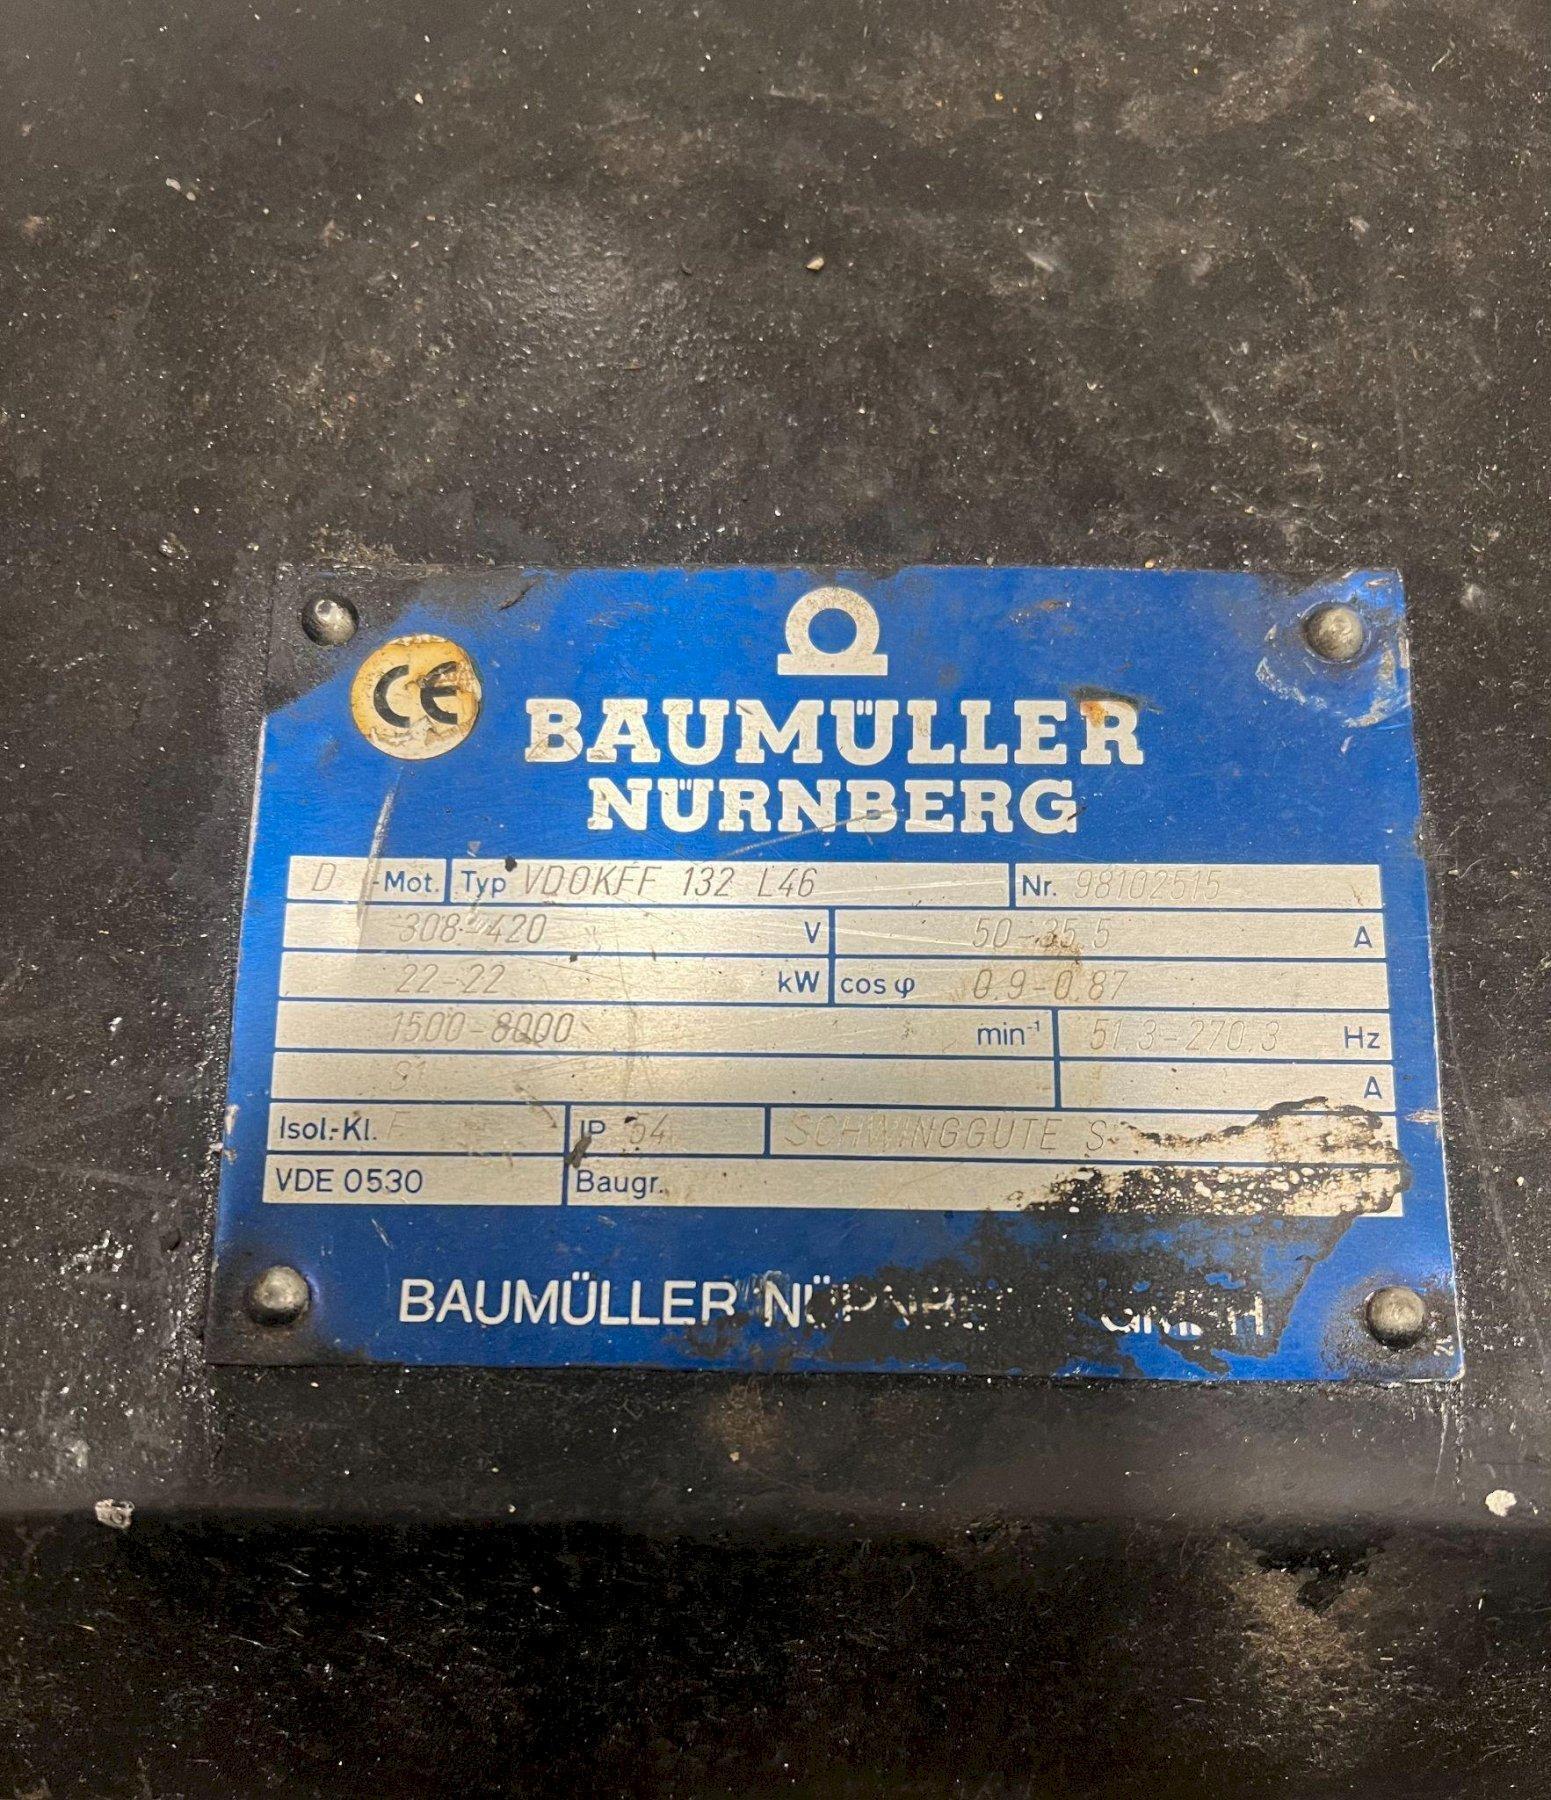 CE
BAUMÜLLER
NÜRNBERG
D -Mot. Typ VDOKFF 132 L46 Nr. 98102515
308-420 V 50-35.5 A
22-22 kW cos φ 0.9-0.87
1500-8000 min⁻¹ 51.3-270.3 Hz
S1 A
Isol.-Kl. F IP 54 SCHWINGGUTE S
VDE 0530 Baugr.
BAUMÜLLER NÜRNBERG GMBH